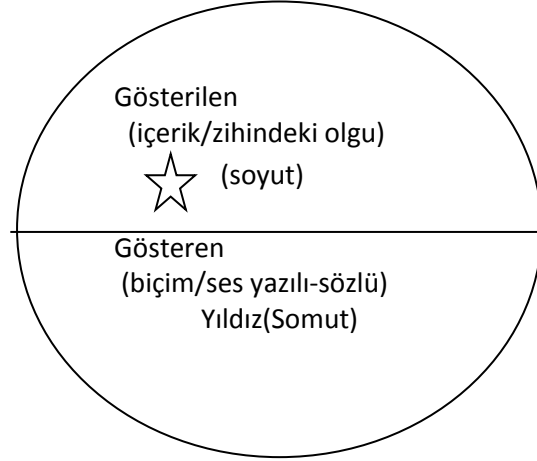 Gösterilen
(içerik/zihindeki olgu)
(soyut)
Gösteren
(biçim/ses yazılı-sözlü)
Yıldız(Somut)